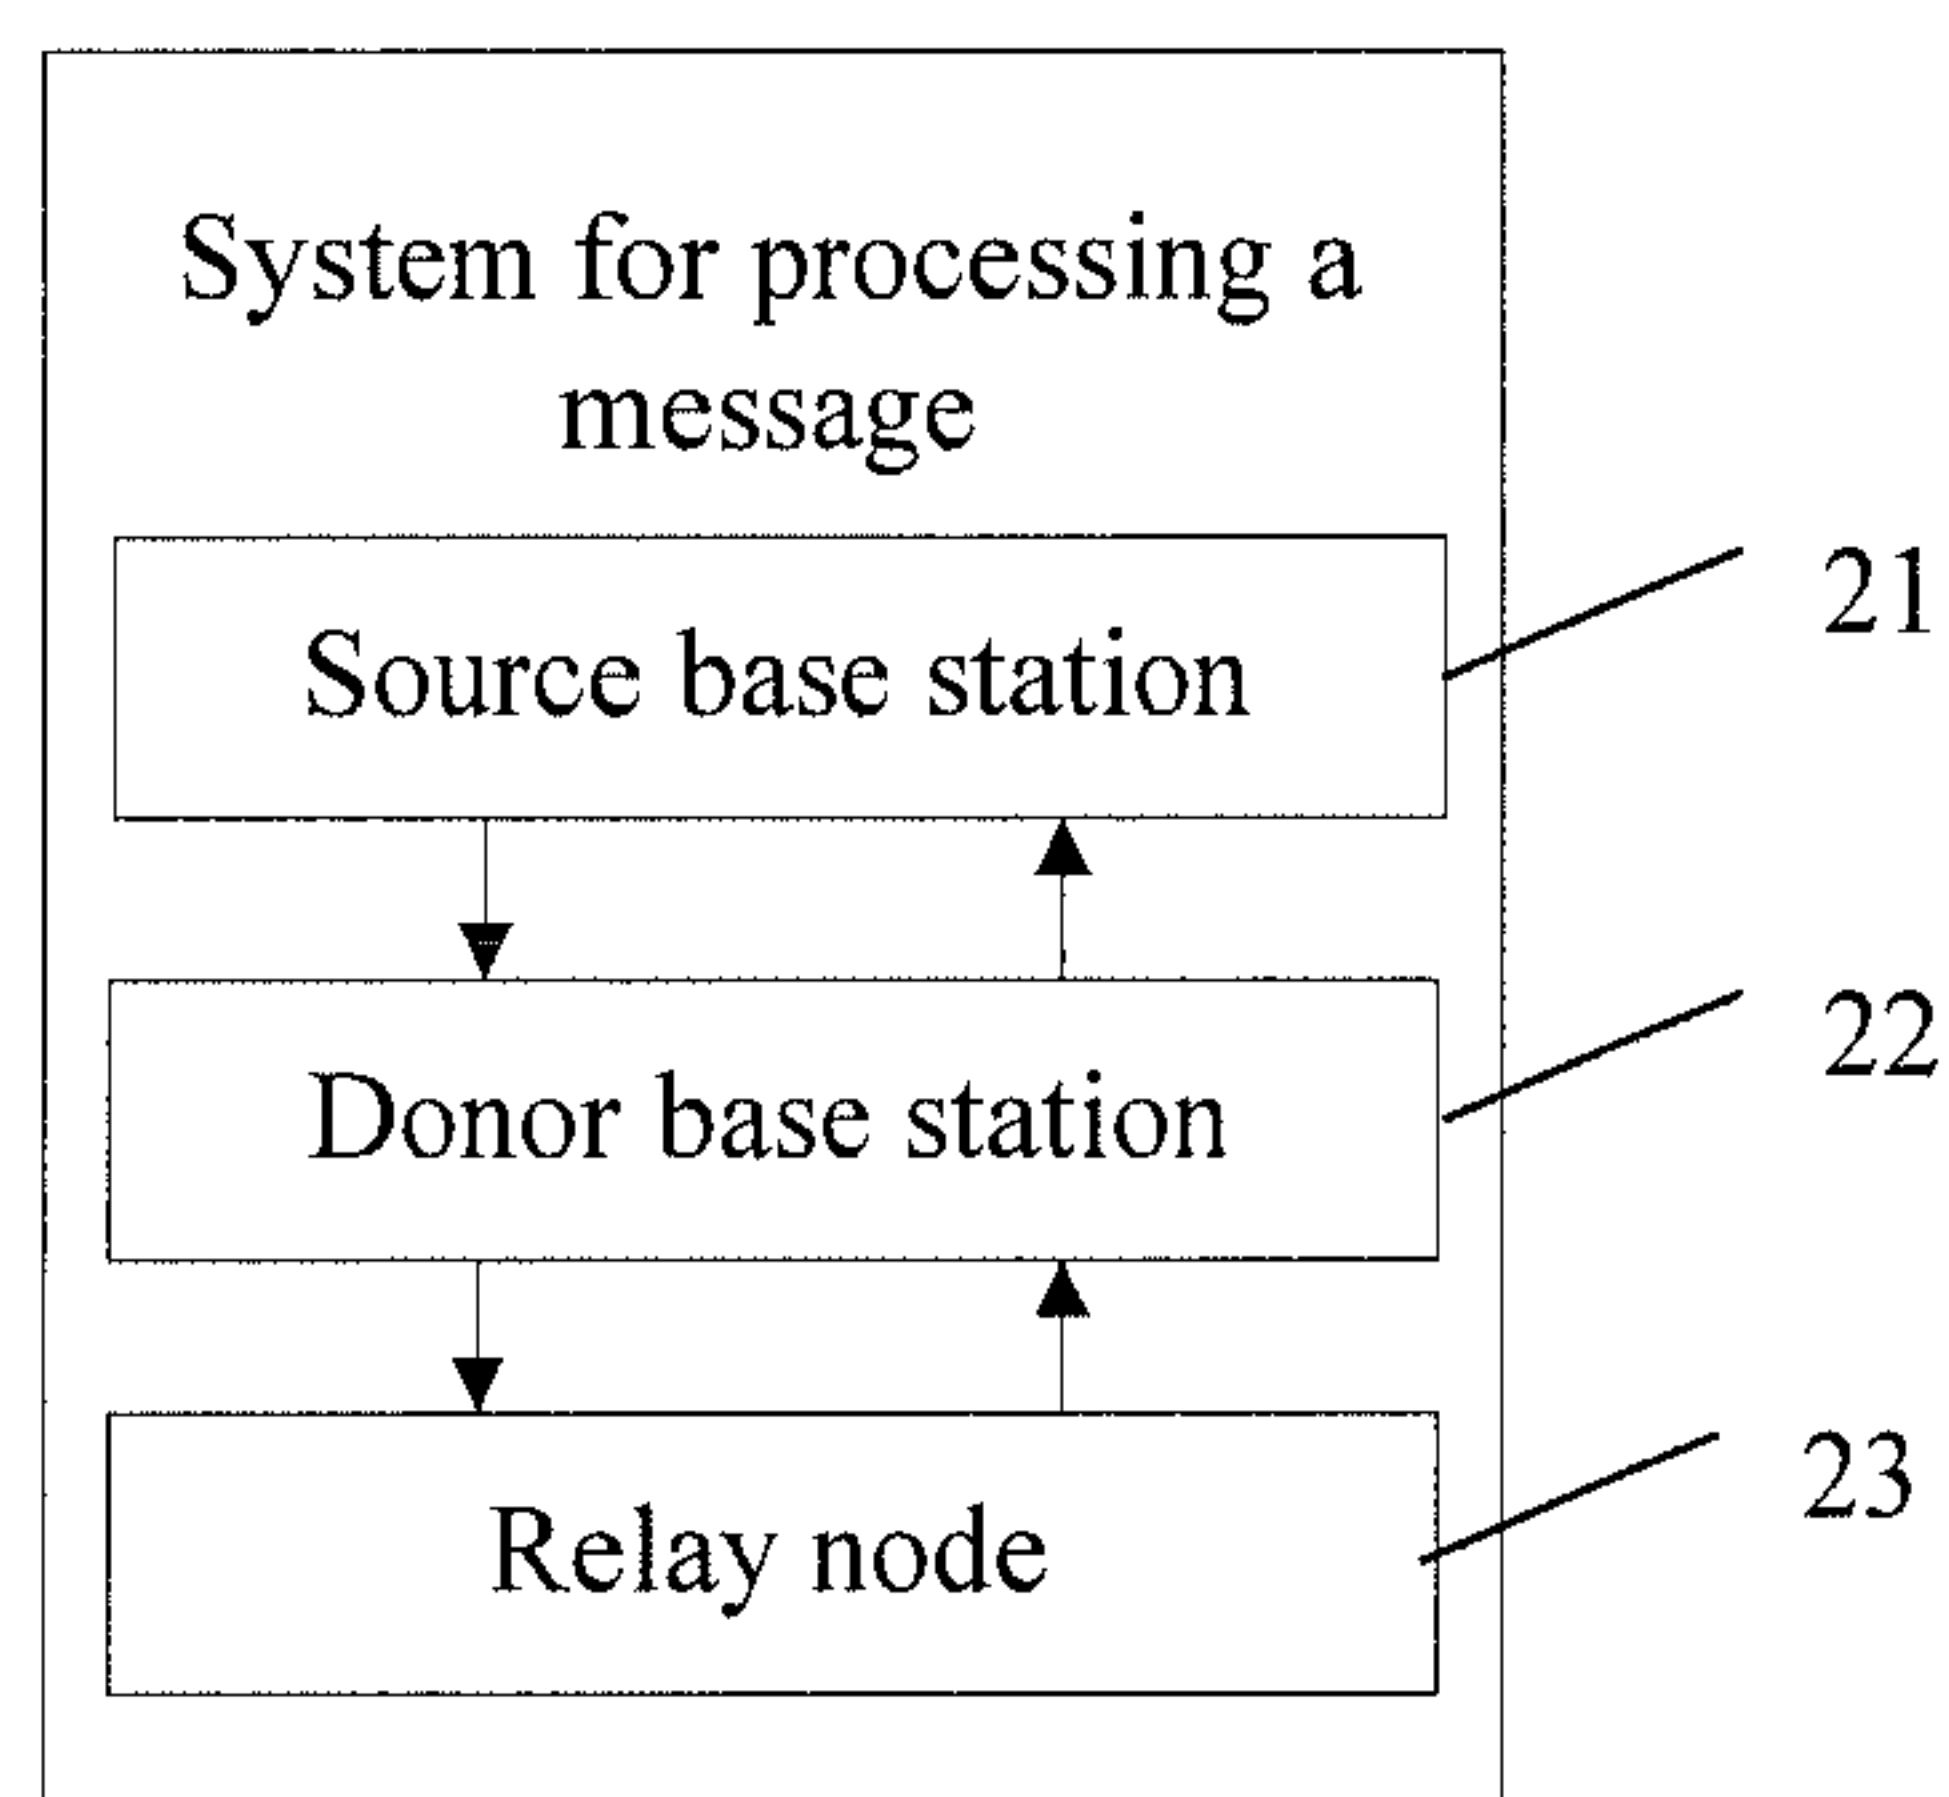 System for processing a
message
Source base station
21
Donor base station
22
Relay node
23